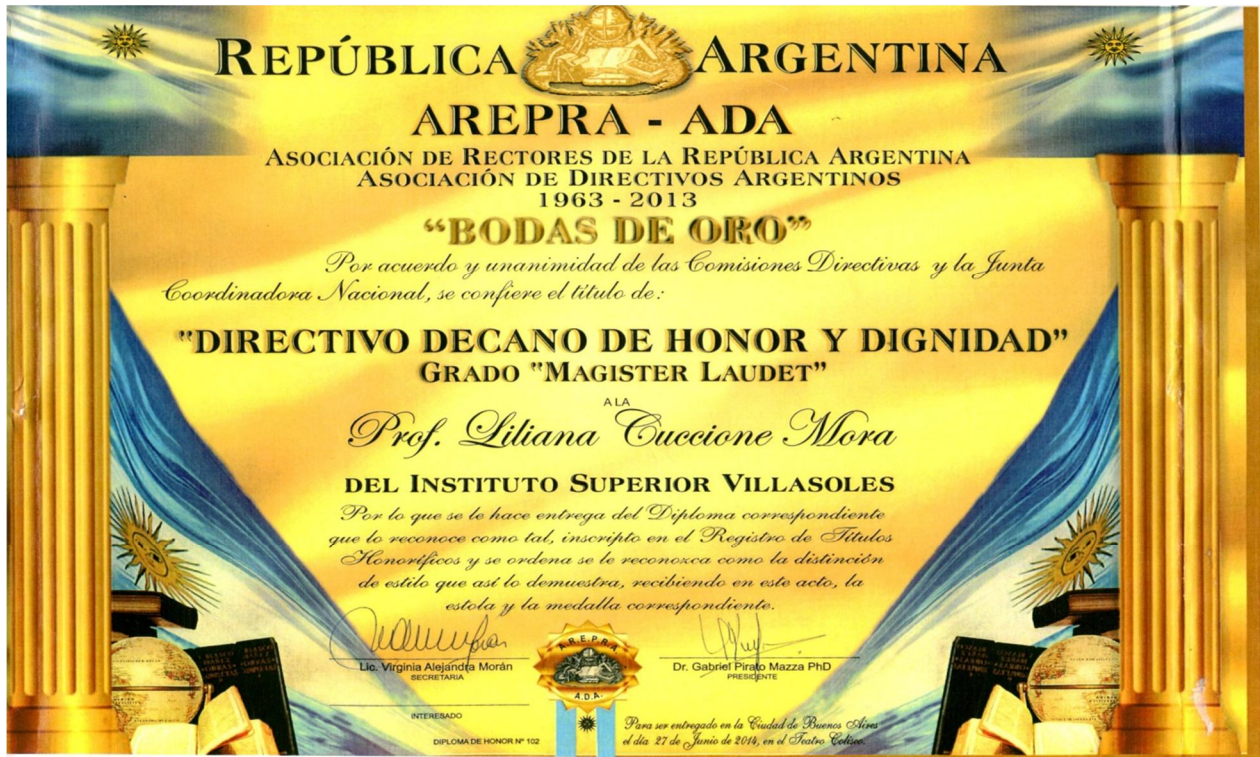 REPÚBLICA ARGENTINA
AREPRA - ADA
ASOCIACIÓN DE RECTORES DE LA REPÚBLICA ARGENTINA
ASOCIACIÓN DE DIRECTIVOS ARGENTINOS
1963 - 2013
“BODAS DE ORO”
Por acuerdo y unanimidad de las Comisiones Directivas y la Junta
Coordinadora Nacional, se confiere el título de:
"DIRECTIVO DECANO DE HONOR Y DIGNIDAD"
GRADO "MAGISTER LAUDET"
A LA
Prof. Liliana Cuccione Mora
DEL INSTITUTO SUPERIOR VILLASOLES
Por lo que se le hace entrega del Diploma correspondiente
que lo reconoce como tal, inscripto en el Registro de Títulos
Honoríficos y se ordena se le reconozca como la distinción
de estilo que así lo demuestra, recibiendo en este acto, la
estola y la medalla correspondiente.
Lic. Virginia Alejandra Morán
SECRETARIA
A.R.E.P.R.A
A.D.A.
Dr. Gabriel Pirato Mazza PhD
PRESIDENTE
INTERESADO
DIPLOMA DE HONOR Nº 102
Para ser entregado en la Ciudad de Buenos Aires
el día 27 de Junio de 2014, en el Teatro Coliseo.